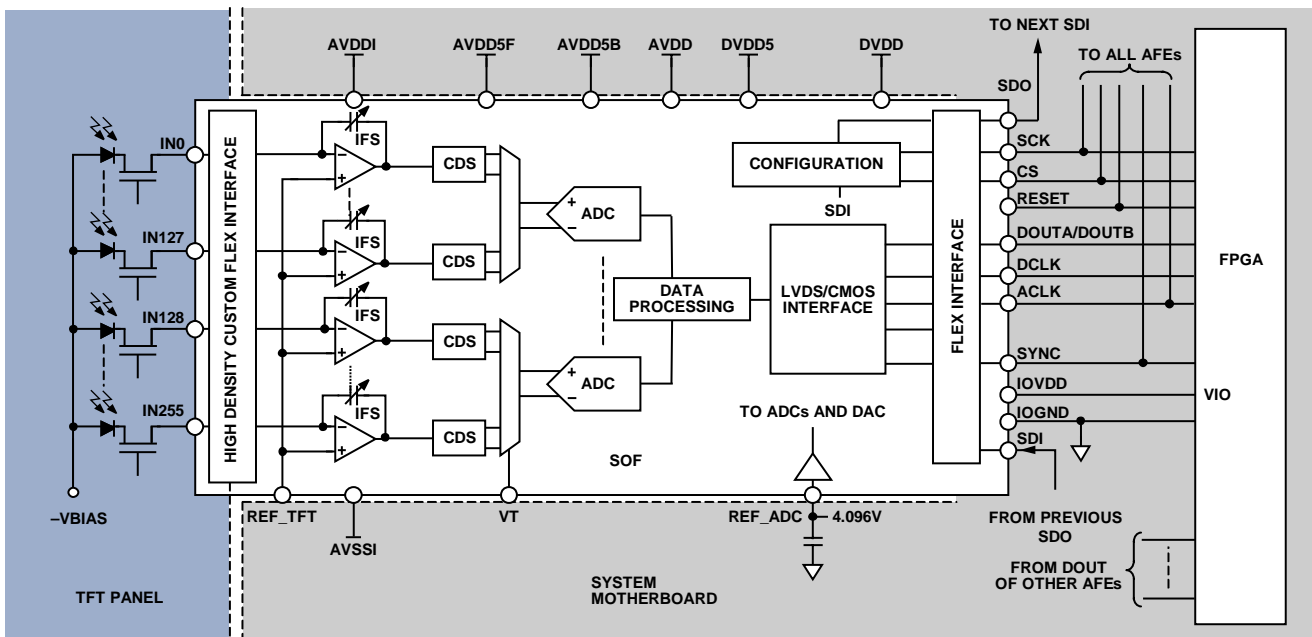 AVDDI
AVDD5F
AVDD5B
AVDD
DVDD5
DVDD
TO NEXT SDI
TO ALL AFEs
SDO
IN0
IFS
CDS
ADC
+
−
CONFIGURATION
SDI
SCK
CS
RESET
IN127
IFS
CDS
DATA
PROCESSING
LVDS/CMOS
INTERFACE
DOUTA/DOUTB
DCLK
ACLK
FPGA
HIGH DENSITY CUSTOM FLEX INTERFACE
FLEX INTERFACE
IN128
IFS
CDS
ADC
+
−
SYNC
IOVDD
VIO
IOGND
SDI
IN255
IFS
CDS
SOF
TO ADCs AND DAC
–VBIAS
REF_TFT
AVSSI
VT
REF_ADC
4.096V
FROM PREVIOUS
SDO
FROM DOUT
OF OTHER AFEs
TFT PANEL
SYSTEM
MOTHERBOARD